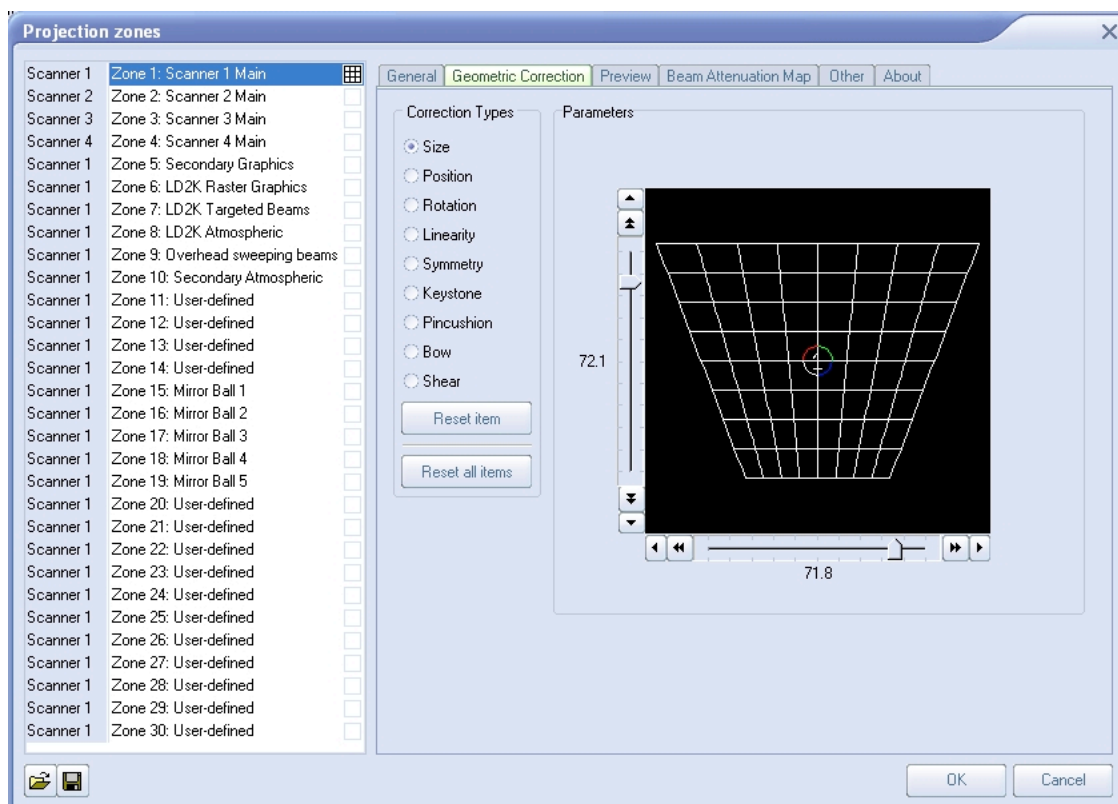 Projection zones
Scanner 1 Zone 1: Scanner 1 Main
Scanner 2 Zone 2: Scanner 2 Main
Scanner 3 Zone 3: Scanner 3 Main
Scanner 4 Zone 4: Scanner 4 Main
Scanner 1 Zone 5: Secondary Graphics
Scanner 1 Zone 6: LD2K Raster Graphics
Scanner 1 Zone 7: LD2K Targeted Beams
Scanner 1 Zone 8: LD2K Atmospheric
Scanner 1 Zone 9: Overhead sweeping beams
Scanner 1 Zone 10: Secondary Atmospheric
Scanner 1 Zone 11: User-defined
Scanner 1 Zone 12: User-defined
Scanner 1 Zone 13: User-defined
Scanner 1 Zone 14: User-defined
Scanner 1 Zone 15: Mirror Ball 1
Scanner 1 Zone 16: Mirror Ball 2
Scanner 1 Zone 17: Mirror Ball 3
Scanner 1 Zone 18: Mirror Ball 4
Scanner 1 Zone 19: Mirror Ball 5
Scanner 1 Zone 20: User-defined
Scanner 1 Zone 21: User-defined
Scanner 1 Zone 22: User-defined
Scanner 1 Zone 23: User-defined
Scanner 1 Zone 24: User-defined
Scanner 1 Zone 25: User-defined
Scanner 1 Zone 26: User-defined
Scanner 1 Zone 27: User-defined
Scanner 1 Zone 28: User-defined
Scanner 1 Zone 29: User-defined
Scanner 1 Zone 30: User-defined
General Geometric Correction Preview Beam Attenuation Map Other About
Correction Types
Size
Position
Rotation
Linearity
Symmetry
Keystone
Pincushion
Bow
Shear
Reset item
Reset all items
Parameters
72.1
71.8
OK Cancel